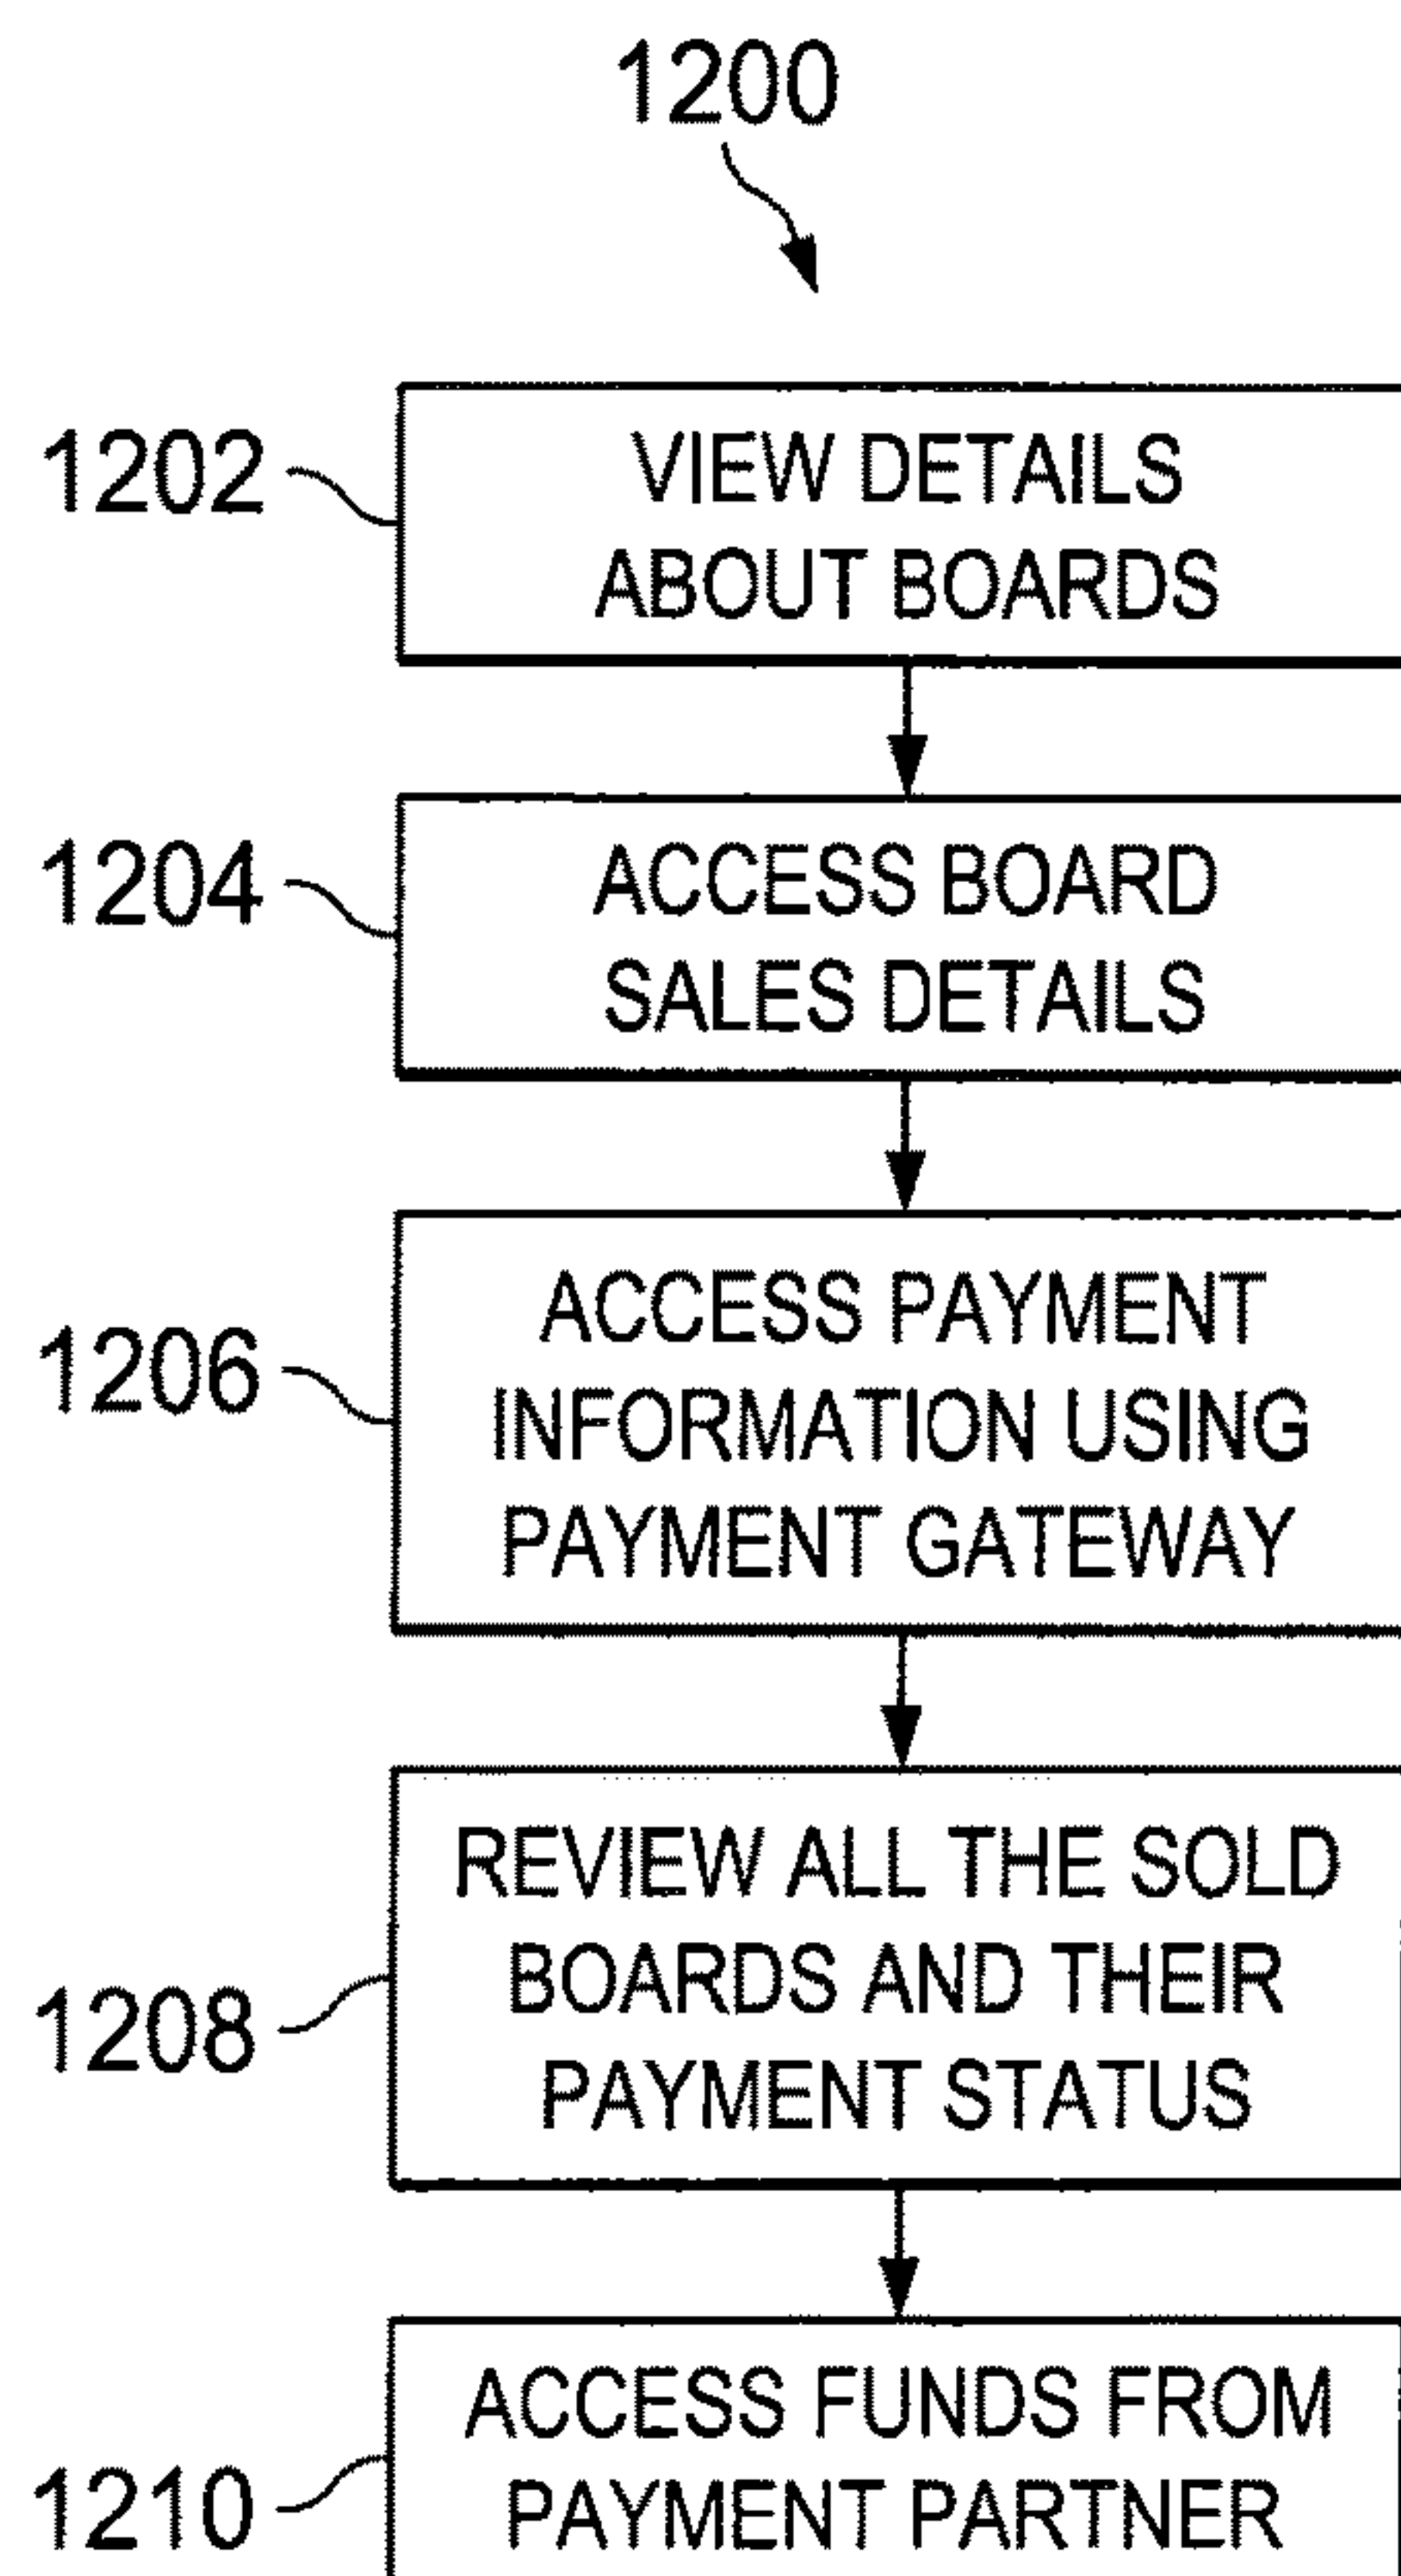 1200
1202
VIEW DETAILS
ABOUT BOARDS
1204
ACCESS BOARD
SALES DETAILS
1206
ACCESS PAYMENT
INFORMATION USING
PAYMENT GATEWAY
1208
REVIEW ALL THE SOLD
BOARDS AND THEIR
PAYMENT STATUS
1210
ACCESS FUNDS FROM
PAYMENT PARTNER